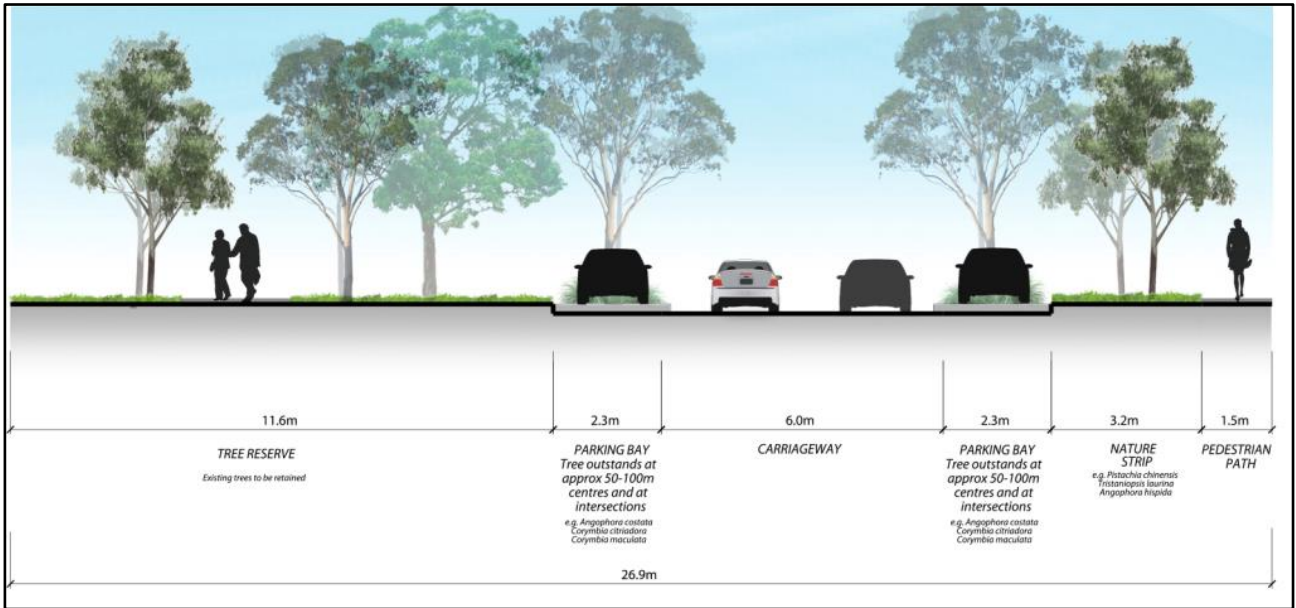 11.6m
2.3m
6.0m
2.3m
3.2m
1.5m
TREE RESERVE
Existing trees to be retained
PARKING BAY
Tree outstands at
approx 50-100m
centres and at
intersections
e.g. Angophora costata
Corymbia citriadora
Corymbia maculata
CARRIAGEWAY
PARKING BAY
Tree outstands at
approx 50-100m
centres and at
intersections
e.g. Angophora costata
Corymbia citriadora
Corymbia maculata
NATURE
STRIP
e.g. Pistachia chinensis
Tristaniopsis laurina
Angophora hispida
PEDESTRIAN
PATH
26.9m